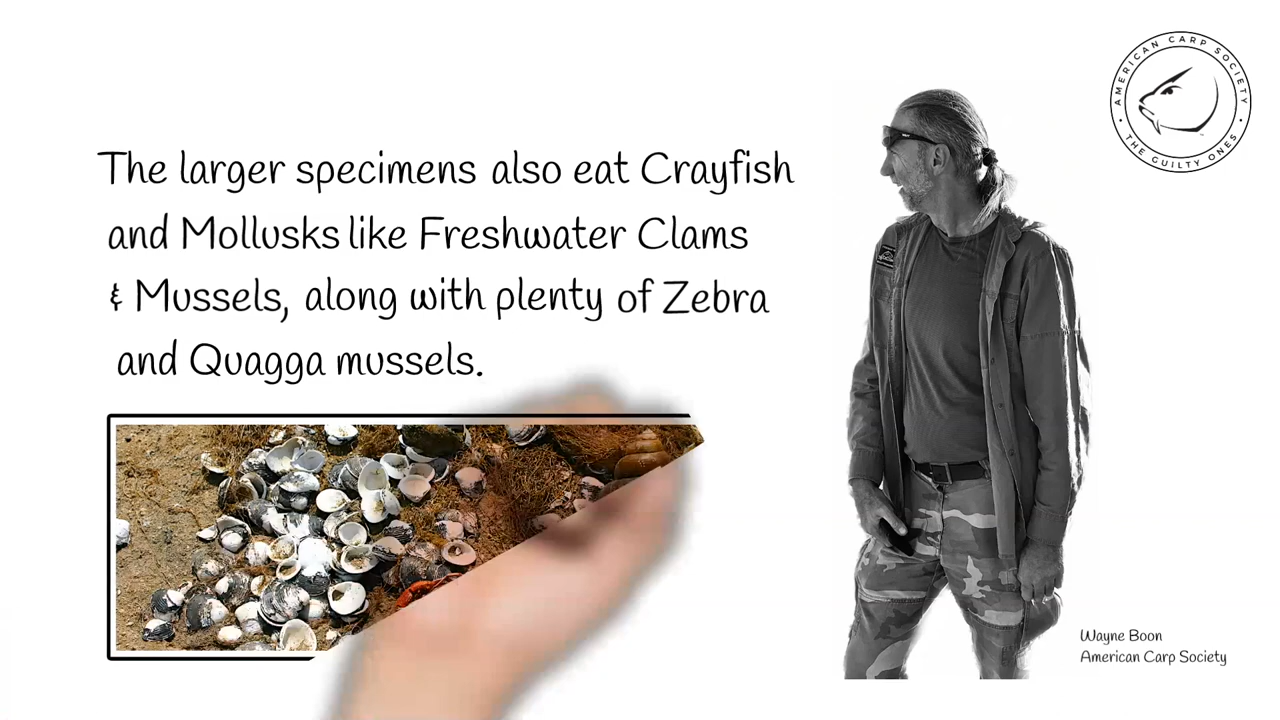 The larger specimens also eat Crayfish
and Mollusks like Freshwater Clams
& Mussels, along with plenty of Zebra
and Quagga mussels.
AMERICAN CARP SOCIETY
• THE GUILTY ONES •
Wayne Boon
American Carp Society